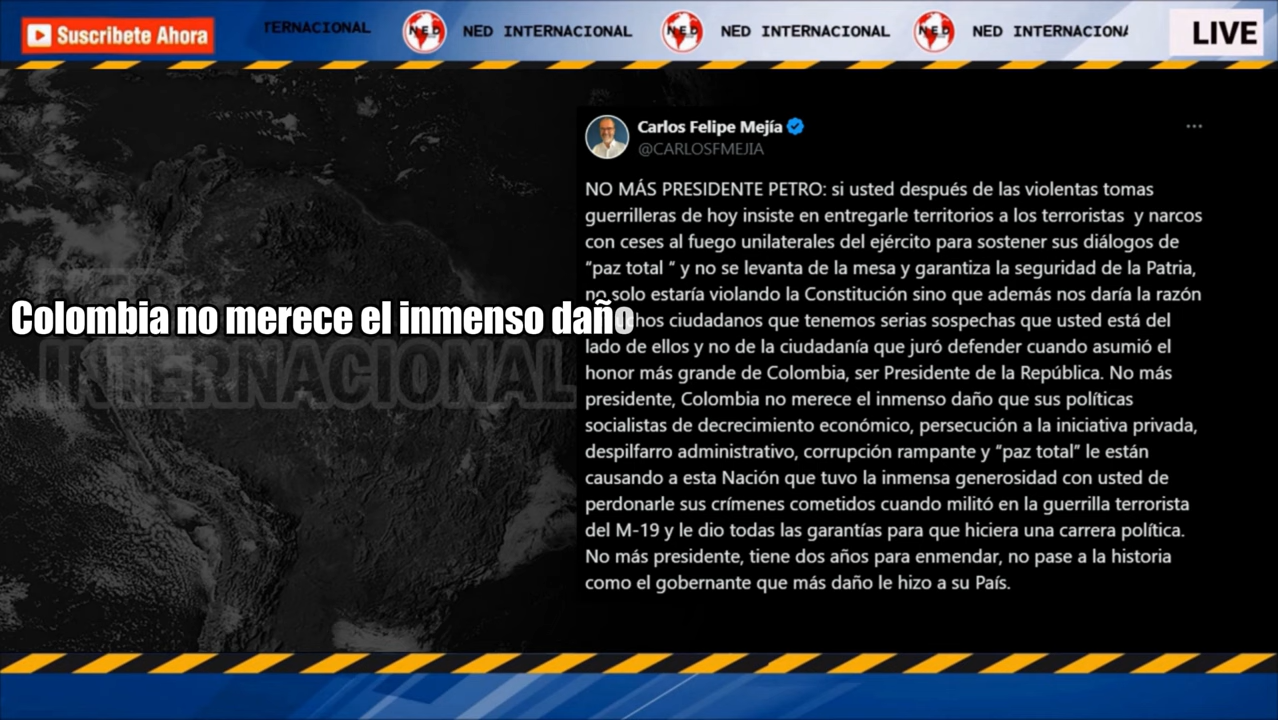 Suscribete Ahora
TERNACIONAL
NED
NED INTERNACIONAL
NED
NED INTERNACIONAL
NED
NED INTERNACIONA
LIVE
Carlos Felipe Mejía
@CARLOSFMEJIA
NO MÁS PRESIDENTE PETRO: si usted después de las violentas tomas
guerrilleras de hoy insiste en entregarle territorios a los terroristas y narcos
con ceses al fuego unilaterales del ejército para sostener sus diálogos de
“paz total “ y no se levanta de la mesa y garantiza la seguridad de la Patria,
no solo estaría violando la Constitución sino que además nos daría la razón
hos ciudadanos que tenemos serias sospechas que usted está del
lado de ellos y no de la ciudadanía que juró defender cuando asumió el
honor más grande de Colombia, ser Presidente de la República. No más
presidente, Colombia no merece el inmenso daño que sus políticas
socialistas de decrecimiento económico, persecución a la iniciativa privada,
despilfarro administrativo, corrupción rampante y “paz total” le están
causando a esta Nación que tuvo la inmensa generosidad con usted de
perdonarle sus crímenes cometidos cuando militó en la guerrilla terrorista
del M-19 y le dio todas las garantías para que hiciera una carrera política.
No más presidente, tiene dos años para enmendar, no pase a la historia
como el gobernante que más daño le hizo a su País.
Colombia no merece el inmenso daño
INTERNACIONAL